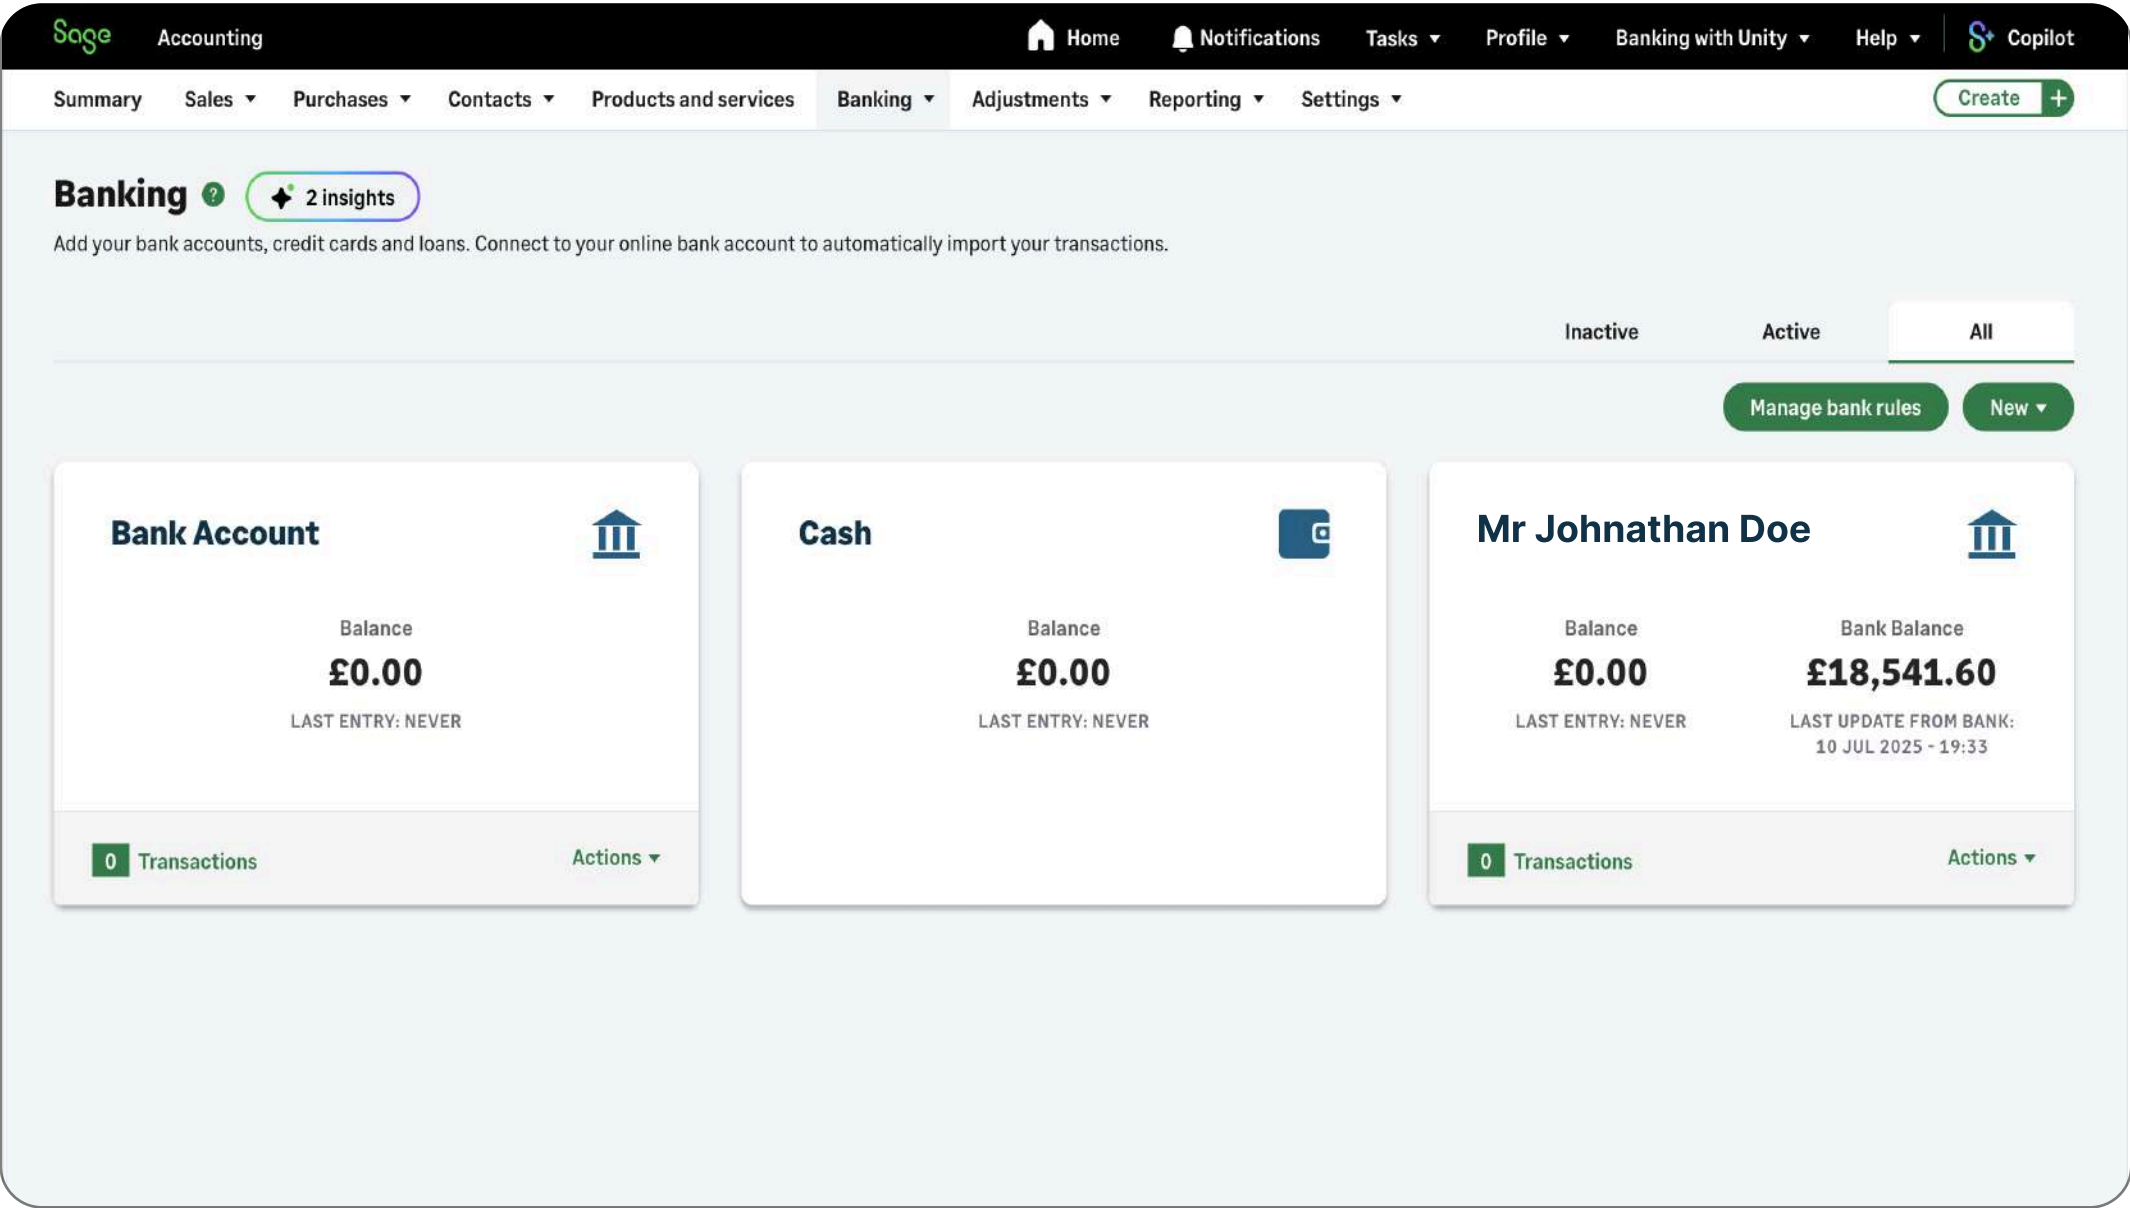 Sage Accounting Home Notifications Tasks Profile Banking with Unity Help Copilot
Summary Sales Purchases Contacts Products and services Banking Adjustments Reporting Settings Create +
Banking ? 2 insights
Add your bank accounts, credit cards and loans. Connect to your online bank account to automatically import your transactions.
Inactive Active All
Manage bank rules New
Bank Account
Balance
£0.00
LAST ENTRY: NEVER
0 Transactions Actions
Cash
Balance
£0.00
LAST ENTRY: NEVER
Mr Johnathan Doe
Balance Bank Balance
£0.00 £18,541.60
LAST ENTRY: NEVER LAST UPDATE FROM BANK:
10 JUL 2025 - 19:33
0 Transactions Actions